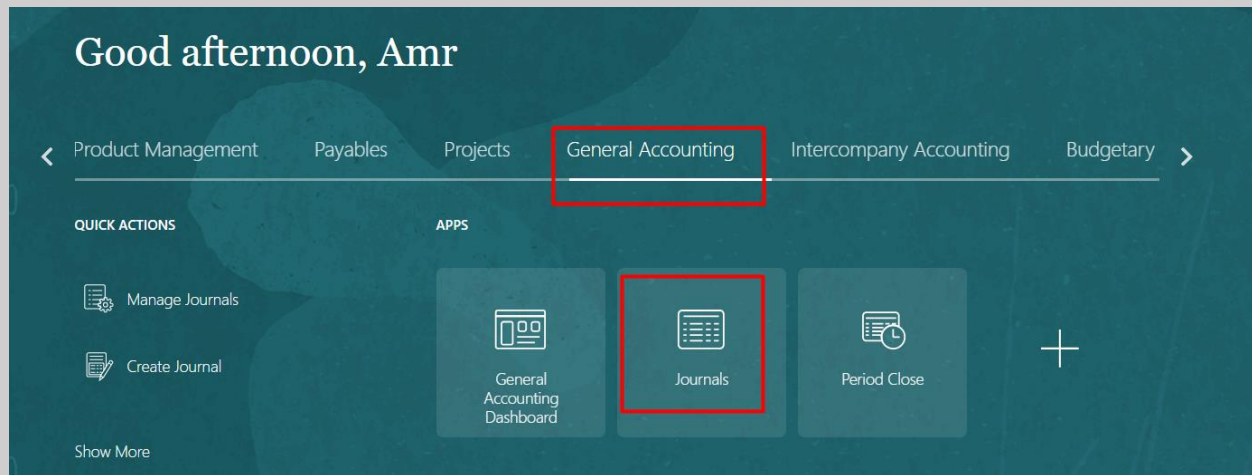 Good afternoon, Amr
Product Management
Payables
Projects
General Accounting
Intercompany Accounting
Budgetary
QUICK ACTIONS
APPS
Manage Journals
Create Journal
Show More
General
Accounting
Dashboard
Journals
Period Close